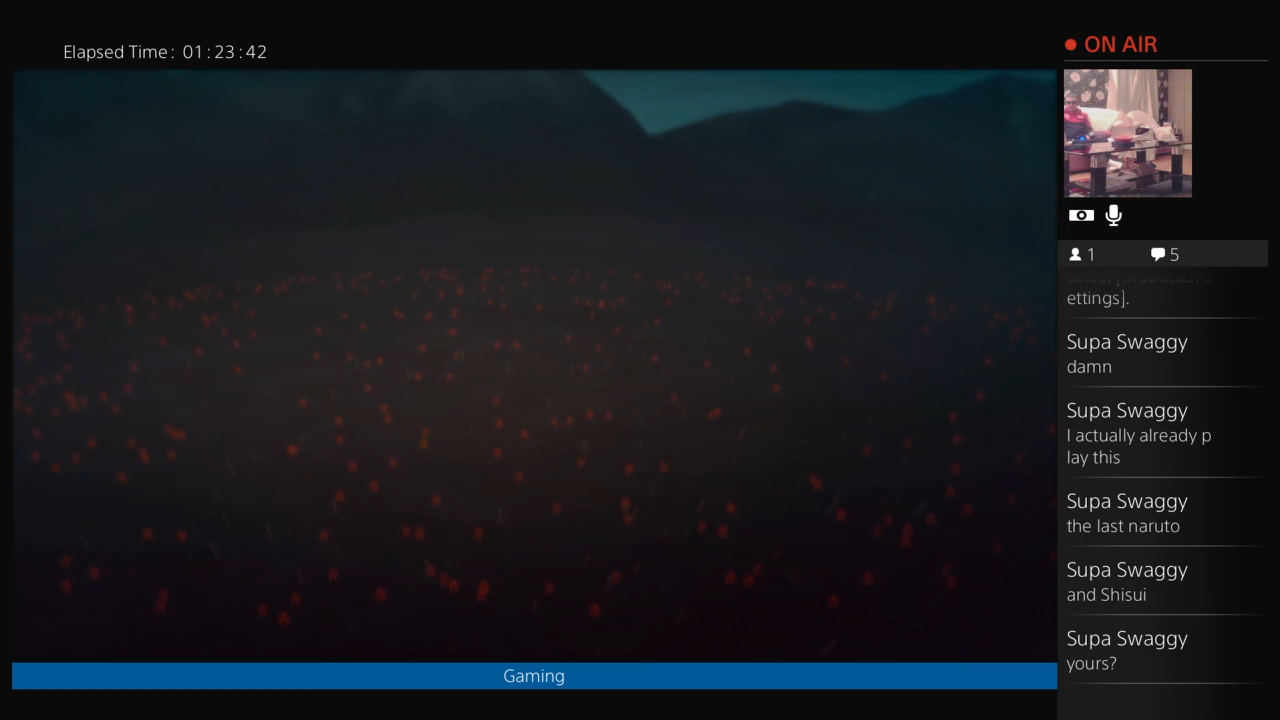 Elapsed Time: 01:23:42
ON AIR
1
5
ettings].
Supa Swaggy
damn
Supa Swaggy
I actually already p
lay this
Supa Swaggy
the last naruto
Supa Swaggy
and Shisui
Supa Swaggy
yours?
Gaming